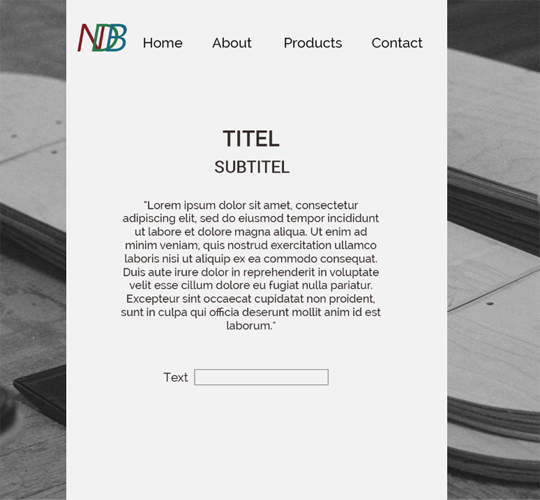 NDB Home About Products Contact
TITEL
SUBTITEL
"Lorem ipsum dolor sit amet, consectetur
adipiscing elit, sed do eiusmod tempor incididunt
ut labore et dolore magna aliqua. Ut enim ad
minim veniam, quis nostrud exercitation ullamco
laboris nisi ut aliquip ex ea commodo consequat.
Duis aute irure dolor in reprehenderit in voluptate
velit esse cillum dolore eu fugiat nulla pariatur.
Excepteur sint occaecat cupidatat non proident,
sunt in culpa qui officia deserunt mollit anim id est
laborum."
Text